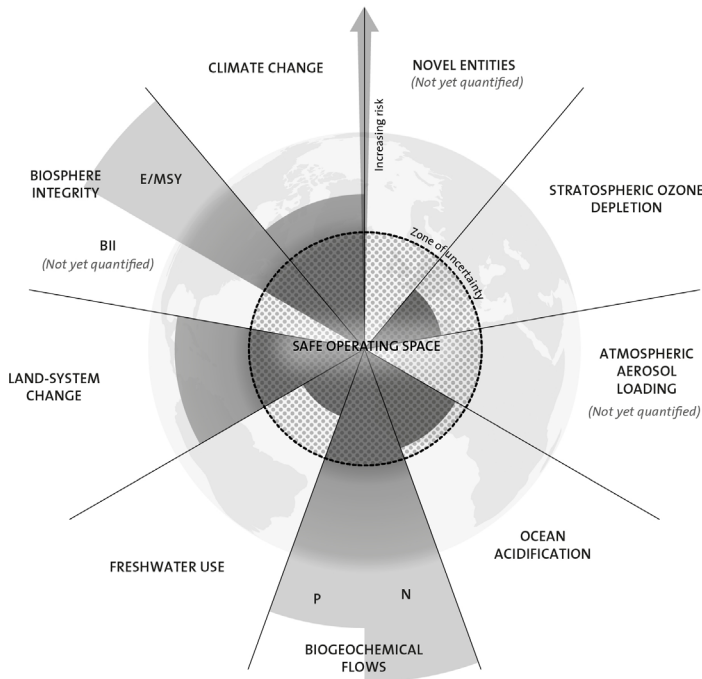 CLIMATE CHANGE
NOVEL ENTITIES
(Not yet quantified)
Increasing risk
BIOSPHERE
INTEGRITY
E/MSY
STRATOSPHERIC OZONE
DEPLETION
BII
(Not yet quantified)
Zone of uncertainty
SAFE OPERATING SPACE
LAND-SYSTEM
CHANGE
ATMOSPHERIC
AEROSOL
LOADING
(Not yet quantified)
OCEAN
ACIDIFICATION
FRESHWATER USE
P
N
BIOGEOCHEMICAL
FLOWS